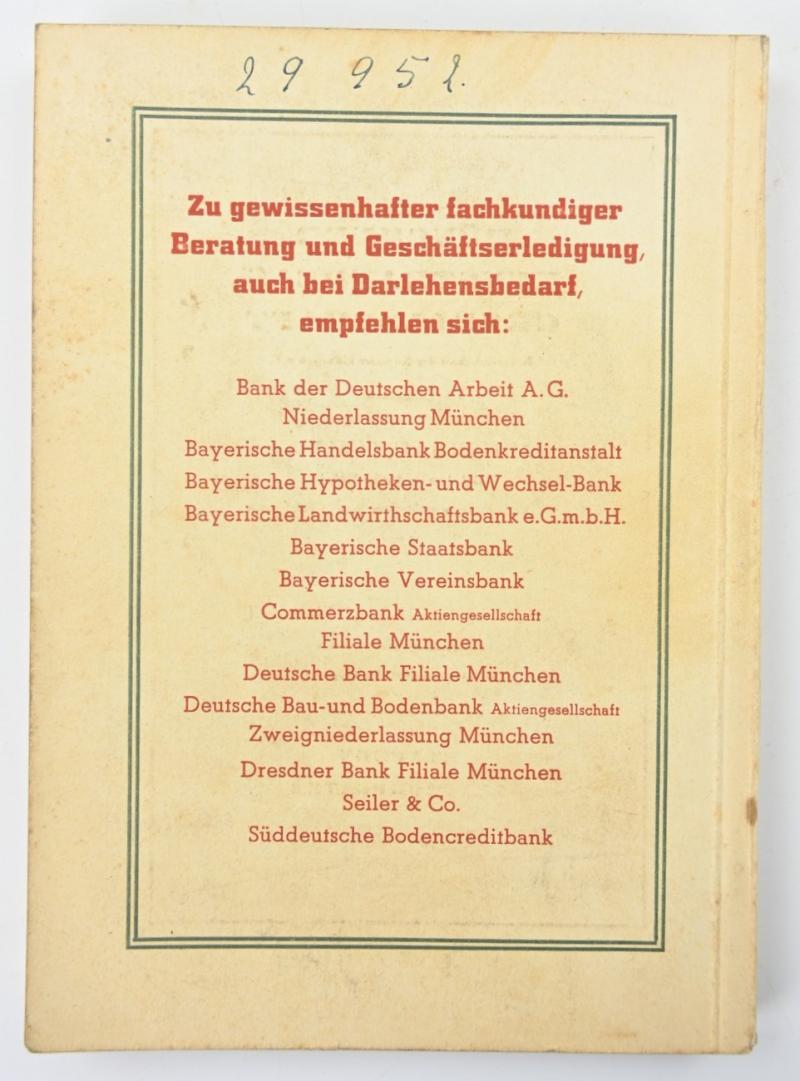 29 952.
Zu gewissenhafter fachkundiger
Beratung und Geschäftserledigung,
auch bei Darlehensbedarf,
empfehlen sich:
Bank der Deutschen Arbeit A.G.
Niederlassung München
Bayerische Handelsbank Bodenkreditanstalt
Bayerische Hypotheken- und Wechsel-Bank
Bayerische Landwirthschaftsbank e.G.m.b.H.
Bayerische Staatsbank
Bayerische Vereinsbank
Commerzbank Aktiengesellschaft
Filiale München
Deutsche Bank Filiale München
Deutsche Bau-und Bodenbank Aktiengesellschaft
Zweigniederlassung München
Dresdner Bank Filiale München
Seiler & Co.
Süddeutsche Bodencreditbank